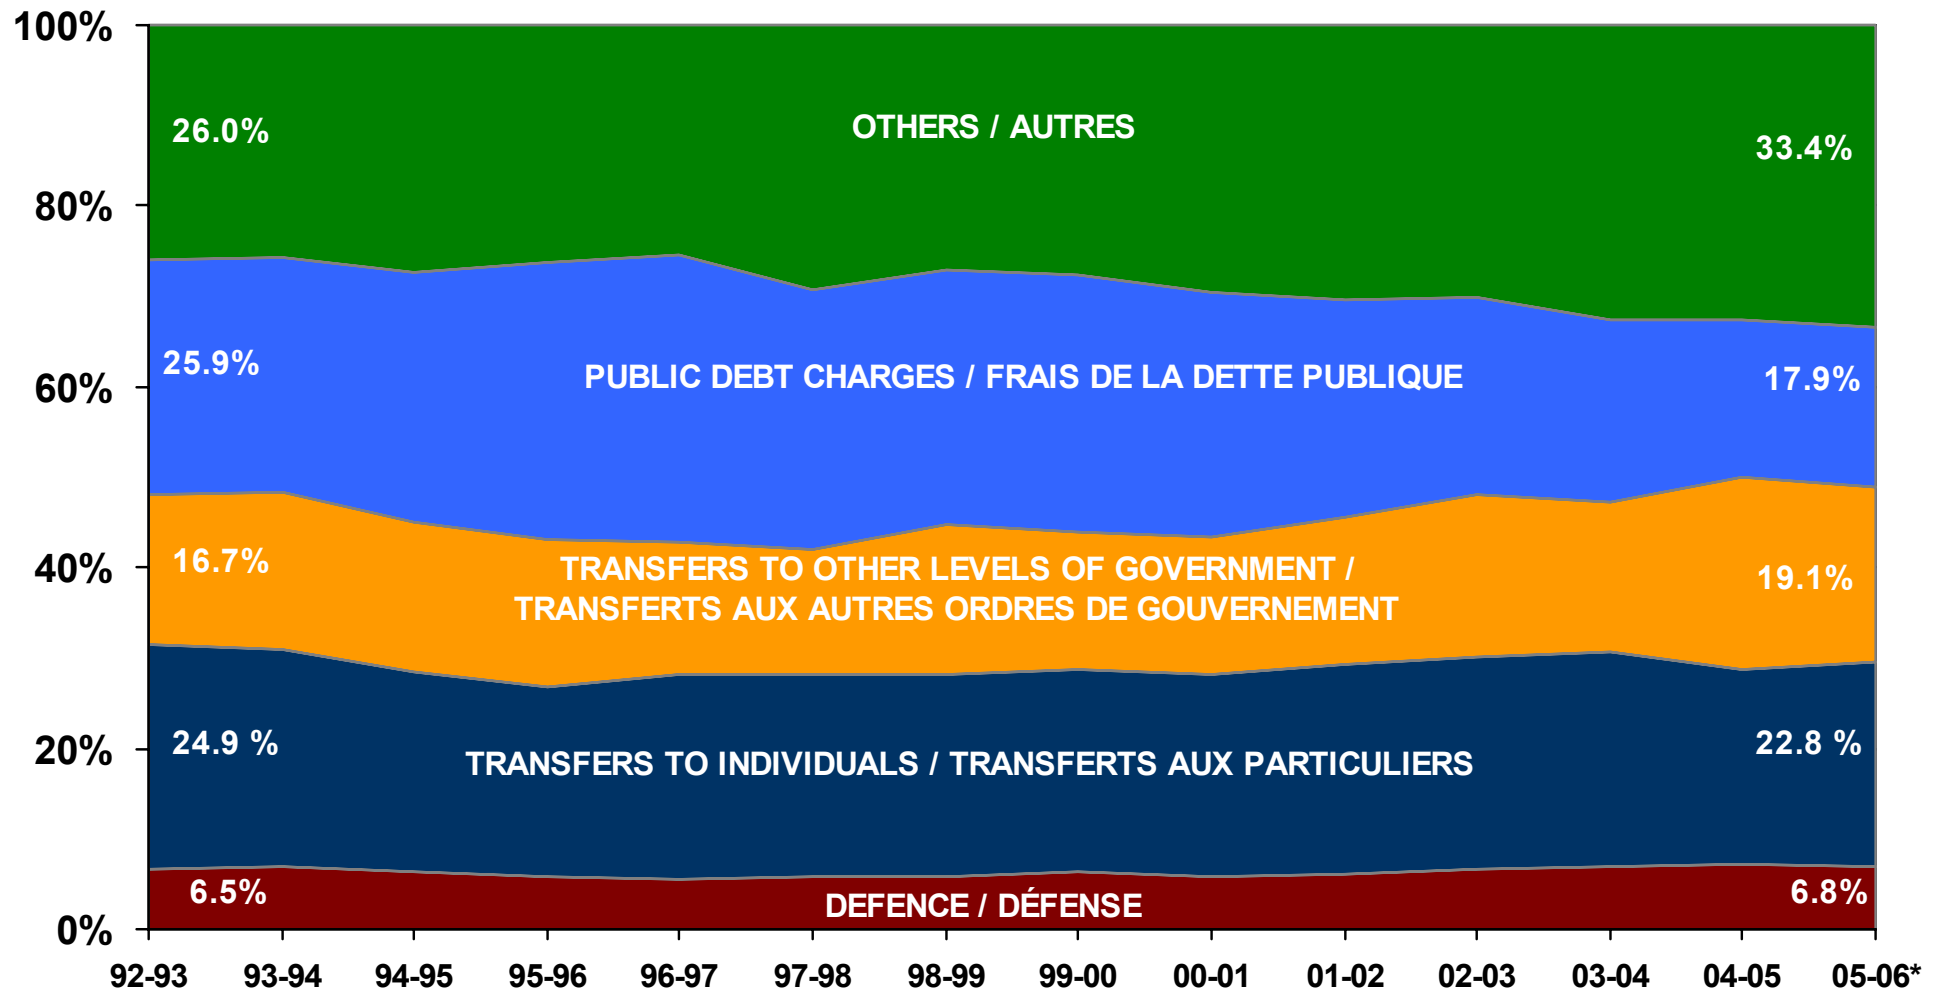 100%
26.0%
OTHERS / AUTRES
33.4%
80%
25.9%
PUBLIC DEBT CHARGES / FRAIS DE LA DETTE PUBLIQUE
17.9%
60%
16.7%
TRANSFERS TO OTHER LEVELS OF GOVERNMENT /
TRANSFERTS AUX AUTRES ORDRES DE GOUVERNEMENT
19.1%
40%
24.9 %
TRANSFERS TO INDIVIDUALS / TRANSFERTS AUX PARTICULIERS
22.8 %
20%
6.5%
DEFENCE / DÉFENSE
6.8%
0%
92-93 93-94 94-95 95-96 96-97 97-98 98-99 99-00 00-01 01-02 02-03 03-04 04-05 05-06*